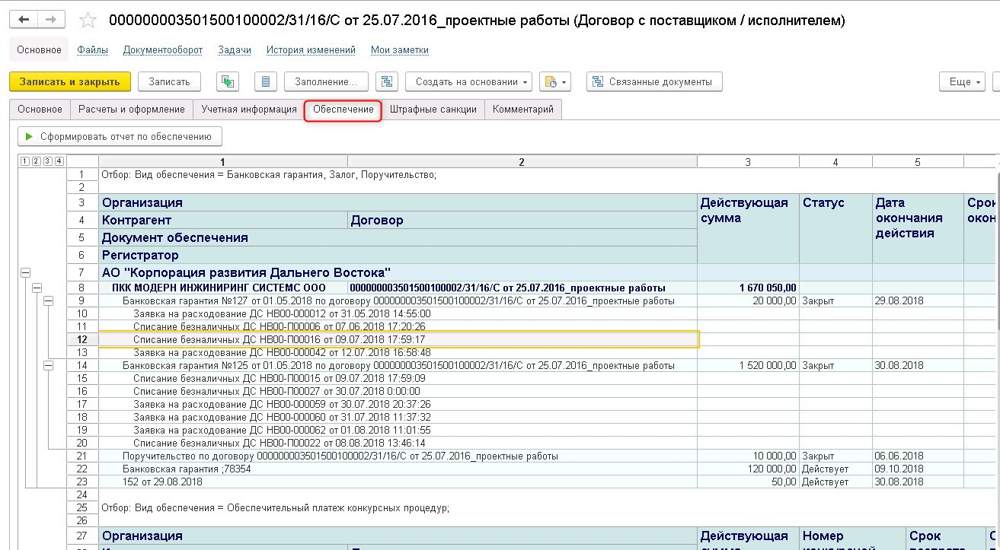 000000003501500100002/31/16/С от 25.07.2016_проектные работы (Договор с поставщиком / исполнителем)
Основное Файлы Документооборот Задачи История изменений Мои заметки
Записать и закрыть Записать Заполнение... Создать на основании Связанные документы Еще
Основное Расчеты и оформление Учетная информация Обеспечение Штрафные санкции Комментарий
Сформировать отчет по обеспечению
1 2 3 4 1 2 3 4 5
1 Отбор: Вид обеспечения = Банковская гарантия, Залог, Поручительство;
2
3 Организация Действующая сумма Статус Дата окончания действия
4 Контрагент Договор
5 Документ обеспечения
6 Регистратор
7 АО "Корпорация развития Дальнего Востока"
8 ПКК МОДЕРН ИНЖИНИРИНГ СИСТЕМС ООО 000000003501500100002/31/16/С от 25.07.2016_проектные работы 1 670 050,00
9 Банковская гарантия №127 от 01.05.2018 по договору 000000003501500100002/31/16/С от 25.07.2016_проектные работы 20 000,00 Закрыт 29.08.2018
10 Заявка на расходование ДС НВ00-000012 от 31.05.2018 14:55:00
11 Списание безналичных ДС НВ00-П00006 от 07.06.2018 17:20:26
12 Списание безналичных ДС НВ00-П00016 от 09.07.2018 17:59:17
13 Заявка на расходование ДС НВ00-000042 от 12.07.2018 16:58:48
14 Банковская гарантия №125 от 01.05.2018 по договору 000000003501500100002/31/16/С от 25.07.2016_проектные работы 1 520 000,00 Закрыт 30.08.2018
15 Списание безналичных ДС НВ00-П00015 от 09.07.2018 17:59:09
16 Списание безналичных ДС НВ00-П00027 от 30.07.2018 0:00:00
17 Заявка на расходование ДС НВ00-000059 от 30.07.2018 20:37:26
18 Заявка на расходование ДС НВ00-000060 от 31.07.2018 11:37:32
19 Заявка на расходование ДС НВ00-000062 от 01.08.2018 11:01:55
20 Списание безналичных ДС НВ00-П00022 от 08.08.2018 13:46:14
21 Поручительство по договору 000000003501500100002/31/16/С от 25.07.2016_проектные работы 10 000,00 Закрыт 06.06.2018
22 Банковская гарантия ;78354 120 000,00 Действует 09.10.2018
23 152 от 29.08.2018 50,00 Действует 30.08.2018
24
25 Отбор: Вид обеспечения = Обеспечительный платеж конкурсных процедур;
26
27 Организация Действующая Номер Срок